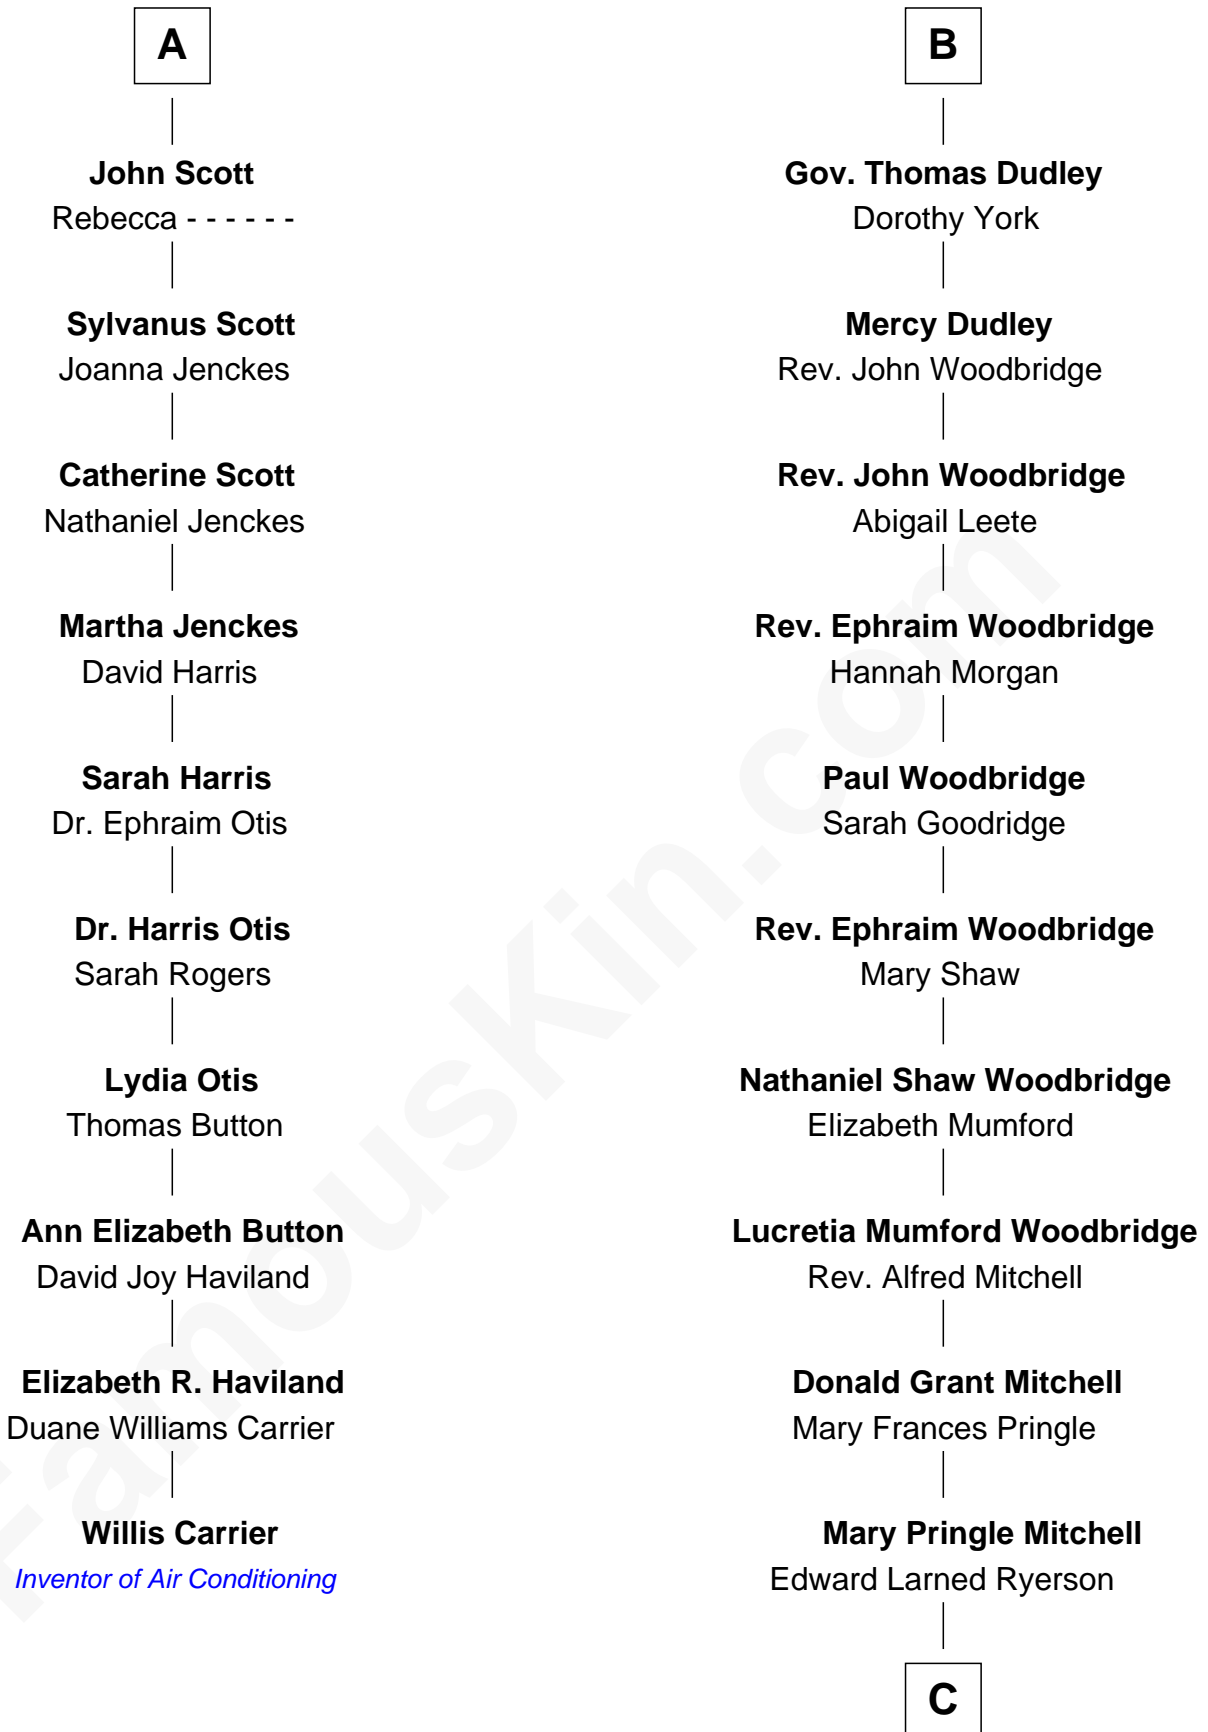 A
John Scott
Rebecca - - - - - -
Sylvanus Scott
Joanna Jenckes
Catherine Scott
Nathaniel Jenckes
Martha Jenckes
David Harris
Sarah Harris
Dr. Ephraim Otis
Dr. Harris Otis
Sarah Rogers
Lydia Otis
Thomas Button
Ann Elizabeth Button
David Joy Haviland
Elizabeth R. Haviland
Duane Williams Carrier
Willis Carrier
Inventor of Air Conditioning
B
Gov. Thomas Dudley
Dorothy York
Mercy Dudley
Rev. John Woodbridge
Rev. John Woodbridge
Abigail Leete
Rev. Ephraim Woodbridge
Hannah Morgan
Paul Woodbridge
Sarah Goodridge
Rev. Ephraim Woodbridge
Mary Shaw
Nathaniel Shaw Woodbridge
Elizabeth Mumford
Lucretia Mumford Woodbridge
Rev. Alfred Mitchell
Donald Grant Mitchell
Mary Frances Pringle
Mary Pringle Mitchell
Edward Larned Ryerson
C
FamousKin.com